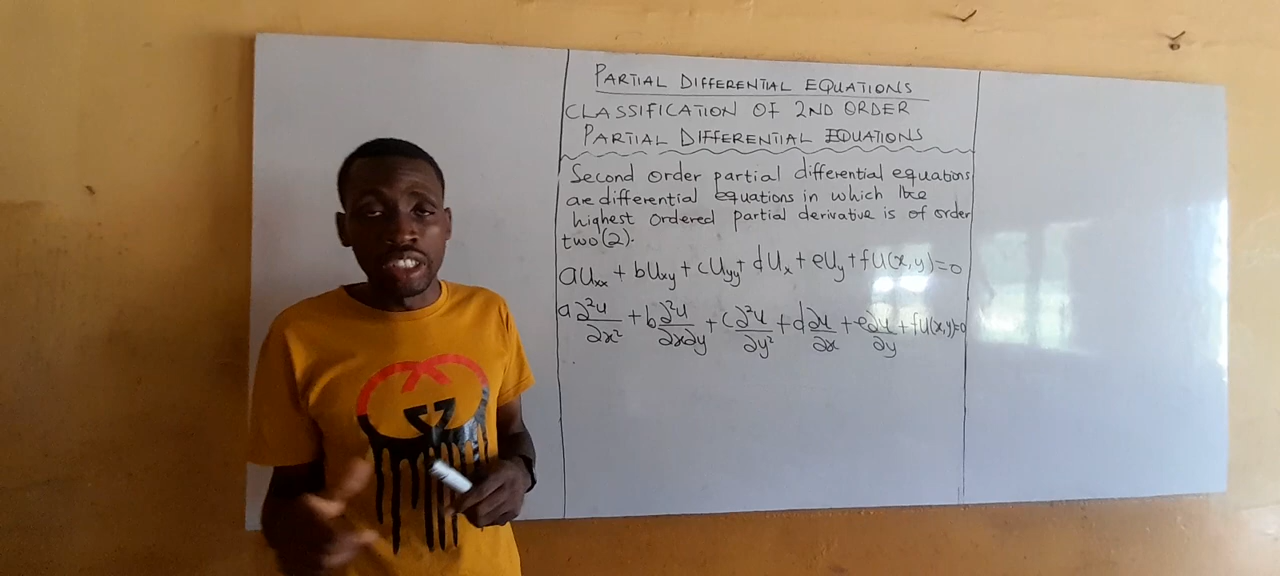 PARTIAL DIFFERENTIAL EQUATIONS
CLASSIFICATION OF 2ND ORDER
PARTIAL DIFFERENTIAL EQUATIONS
Second Order partial differential equations
are differential equations in which the
highest ordered partial derivative is of order
two(2).
aUxx + bUxy + cUyy + dUx + eUy + fU(x,y)=0
a∂²u/∂x² + b∂²u/∂x∂y + c∂²u/∂y² + d∂u/∂x + e∂u/∂y + fu(x,y)=0